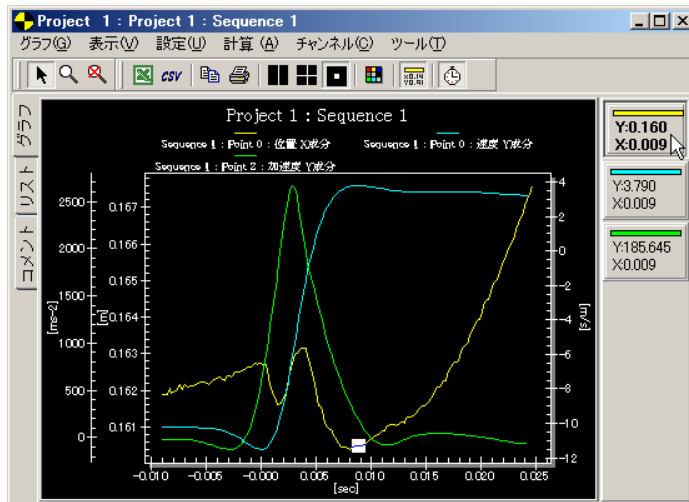 Project 1 : Project 1 : Sequence 1
グラフ(G) 表示(V) 設定(U) 計算 (A) チャンネル(C) ツール(T)
CSV
X:0.14
Y:0.91
グラフ
リスト
コメント
Project 1 : Sequence 1
Sequence 1 : Point 0 : 位置 X成分
Sequence 1 : Point 0 : 速度 Y成分
Sequence 1 : Point 2 : 加速度 Y成分
2500
2000
1500
1000
500
0
[ms-2]
0.167
0.166
0.165
0.164
0.163
0.162
0.161
[m]
4
2
0
-2
-4
-6
-8
-10
-12
[m/s]
-0.010 -0.005 -0.000 0.005 0.010 0.015 0.020 0.025
[sec]
Y:0.160
X:0.009
Y:3.790
X:0.009
Y:185.645
X:0.009